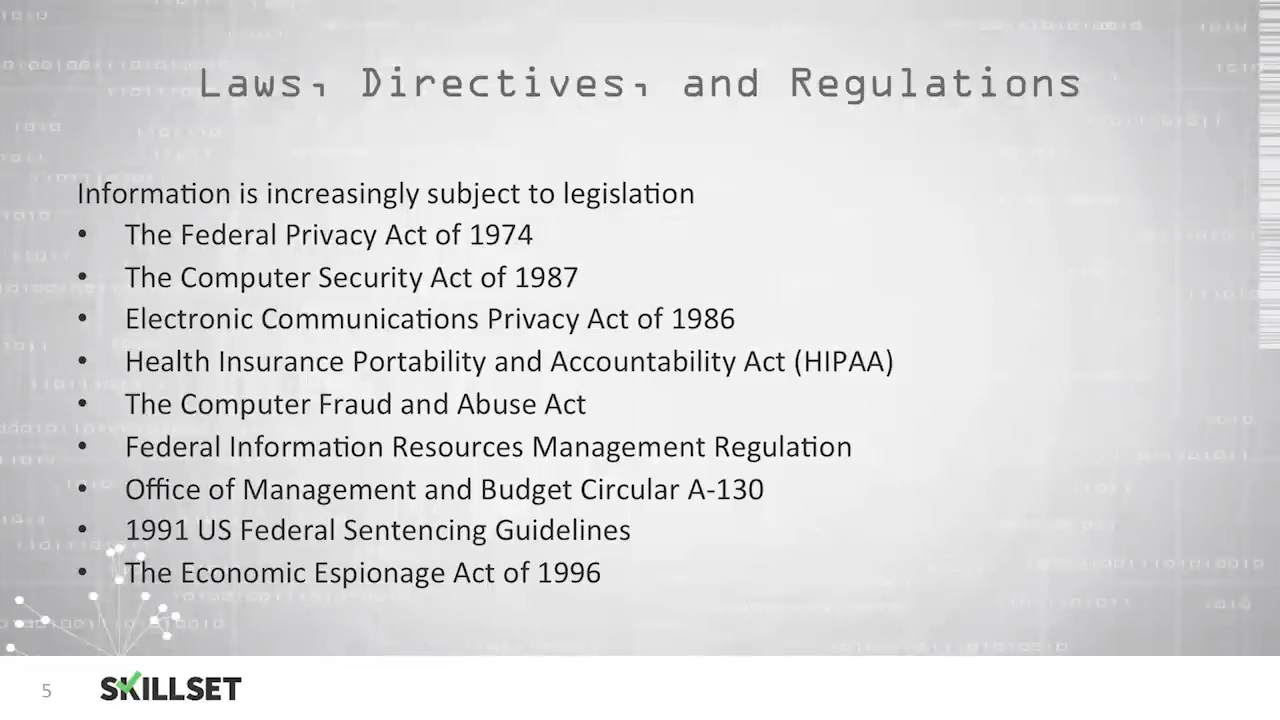 Laws, Directives, and Regulations
Information is increasingly subject to legislation
• The Federal Privacy Act of 1974
• The Computer Security Act of 1987
• Electronic Communications Privacy Act of 1986
• Health Insurance Portability and Accountability Act (HIPAA)
• The Computer Fraud and Abuse Act
• Federal Information Resources Management Regulation
• Office of Management and Budget Circular A-130
• 1991 US Federal Sentencing Guidelines
• The Economic Espionage Act of 1996
5 SKILLSET